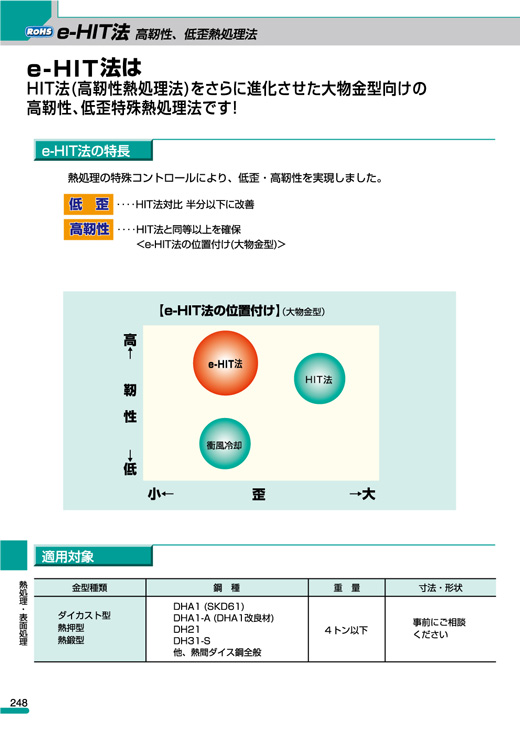 RoHS e-HIT法 高靭性、低歪熱処理法
e-HIT法は
HIT法(高靭性熱処理法)をさらに進化させた大物金型向けの
高靭性、低歪特殊熱処理法です!
e-HIT法の特長
熱処理の特殊コントロールにより、低歪・高靭性を実現しました。
低 歪 ‥‥HIT法対比 半分以下に改善
高靭性 ‥‥HIT法と同等以上を確保
<e-HIT法の位置付け(大物金型)>
【e-HIT法の位置付け】(大物金型)
高
↑
靭
性
↓
低
e-HIT法
HIT法
衝風冷却
小← 歪 →大
適用対象
金型種類 鋼 種 重 量 寸法・形状
ダイカスト型
熱押型
熱鍛型
DHA1 (SKD61)
DHA1-A (DHA1改良材)
DH21
DH31-S
他、熱間ダイス鋼全般
4トン以下
事前にご相談
ください
熱処理・表面処理
248